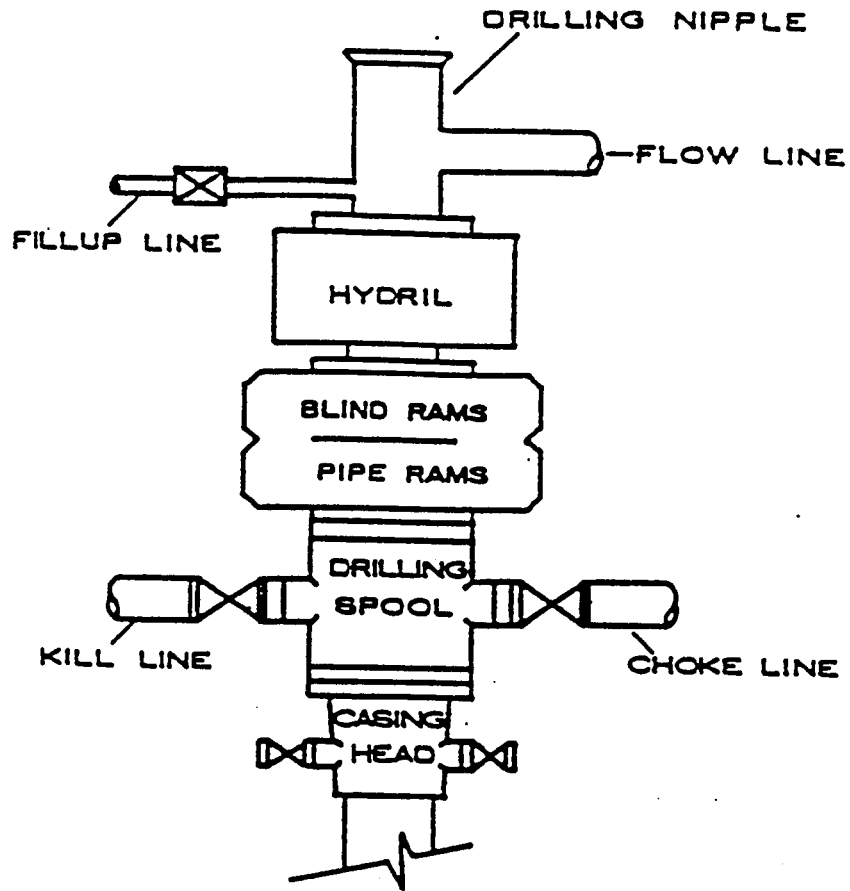 DRILLING NIPPLE
FLOW LINE
FILLUP LINE
HYDRIL
BLIND RAMS
PIPE RAMS
DRILLING
SPOOL
KILL LINE
CHOKE LINE
CASING
HEAD